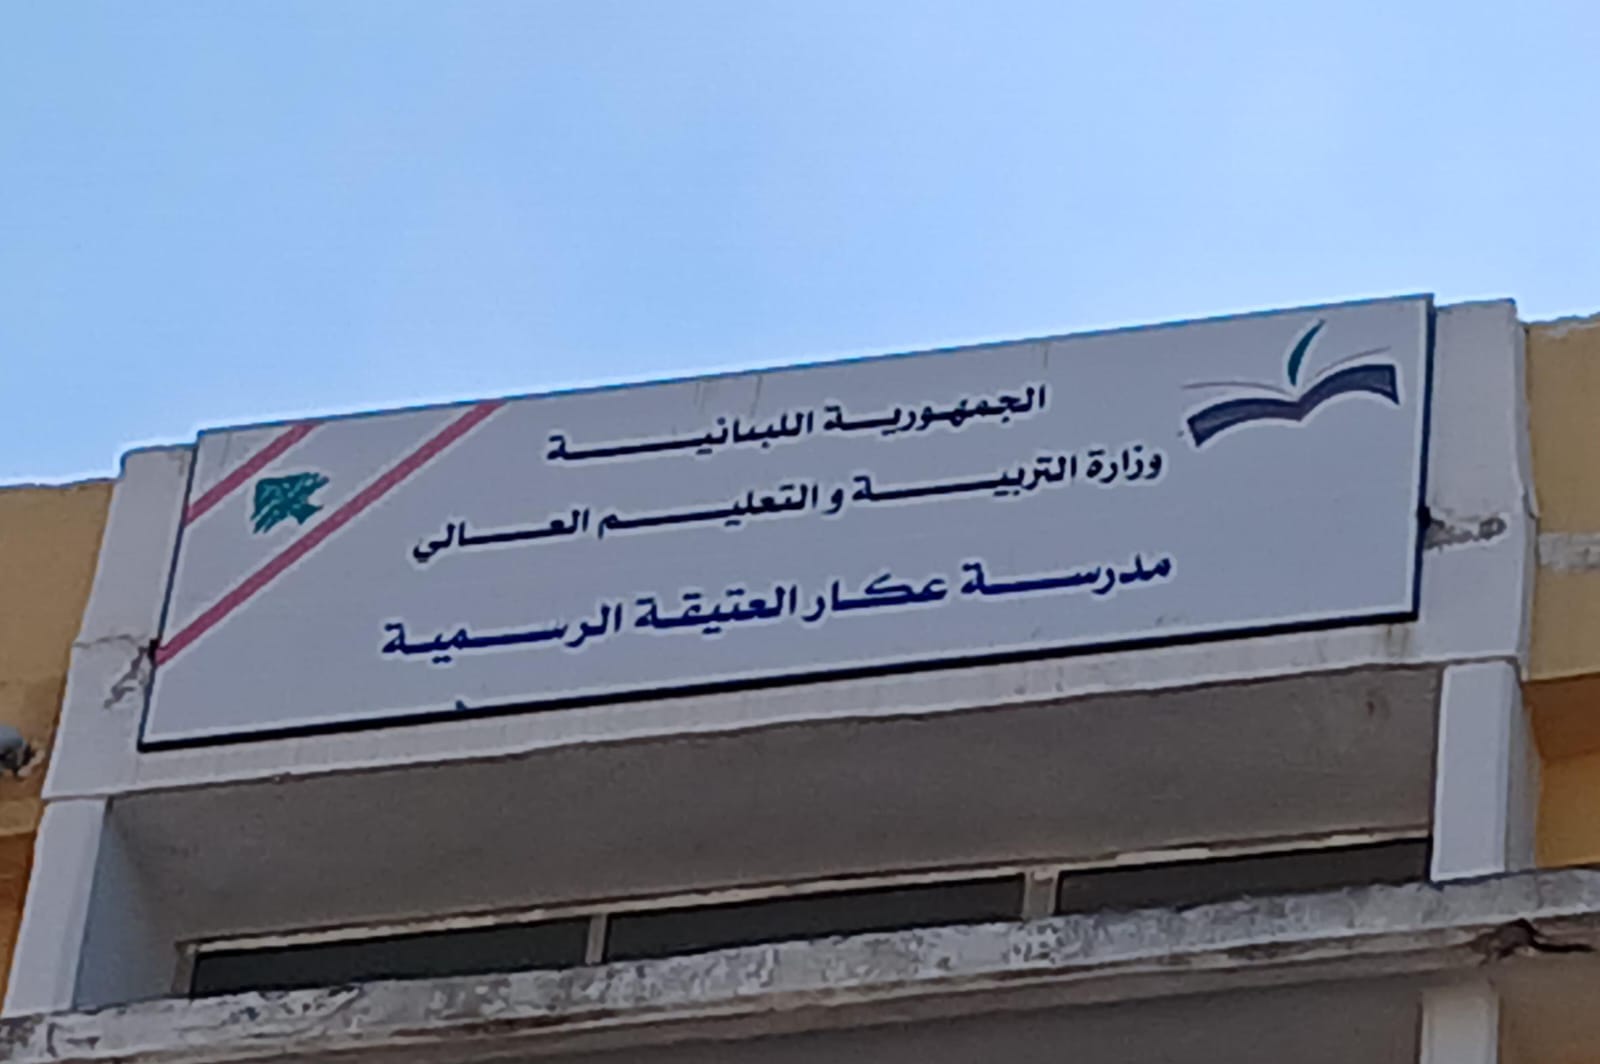 الجمهورية اللبنانية
وزارة التربية و التعليم العالي
مدرسة عكار العتيقة الرسمية